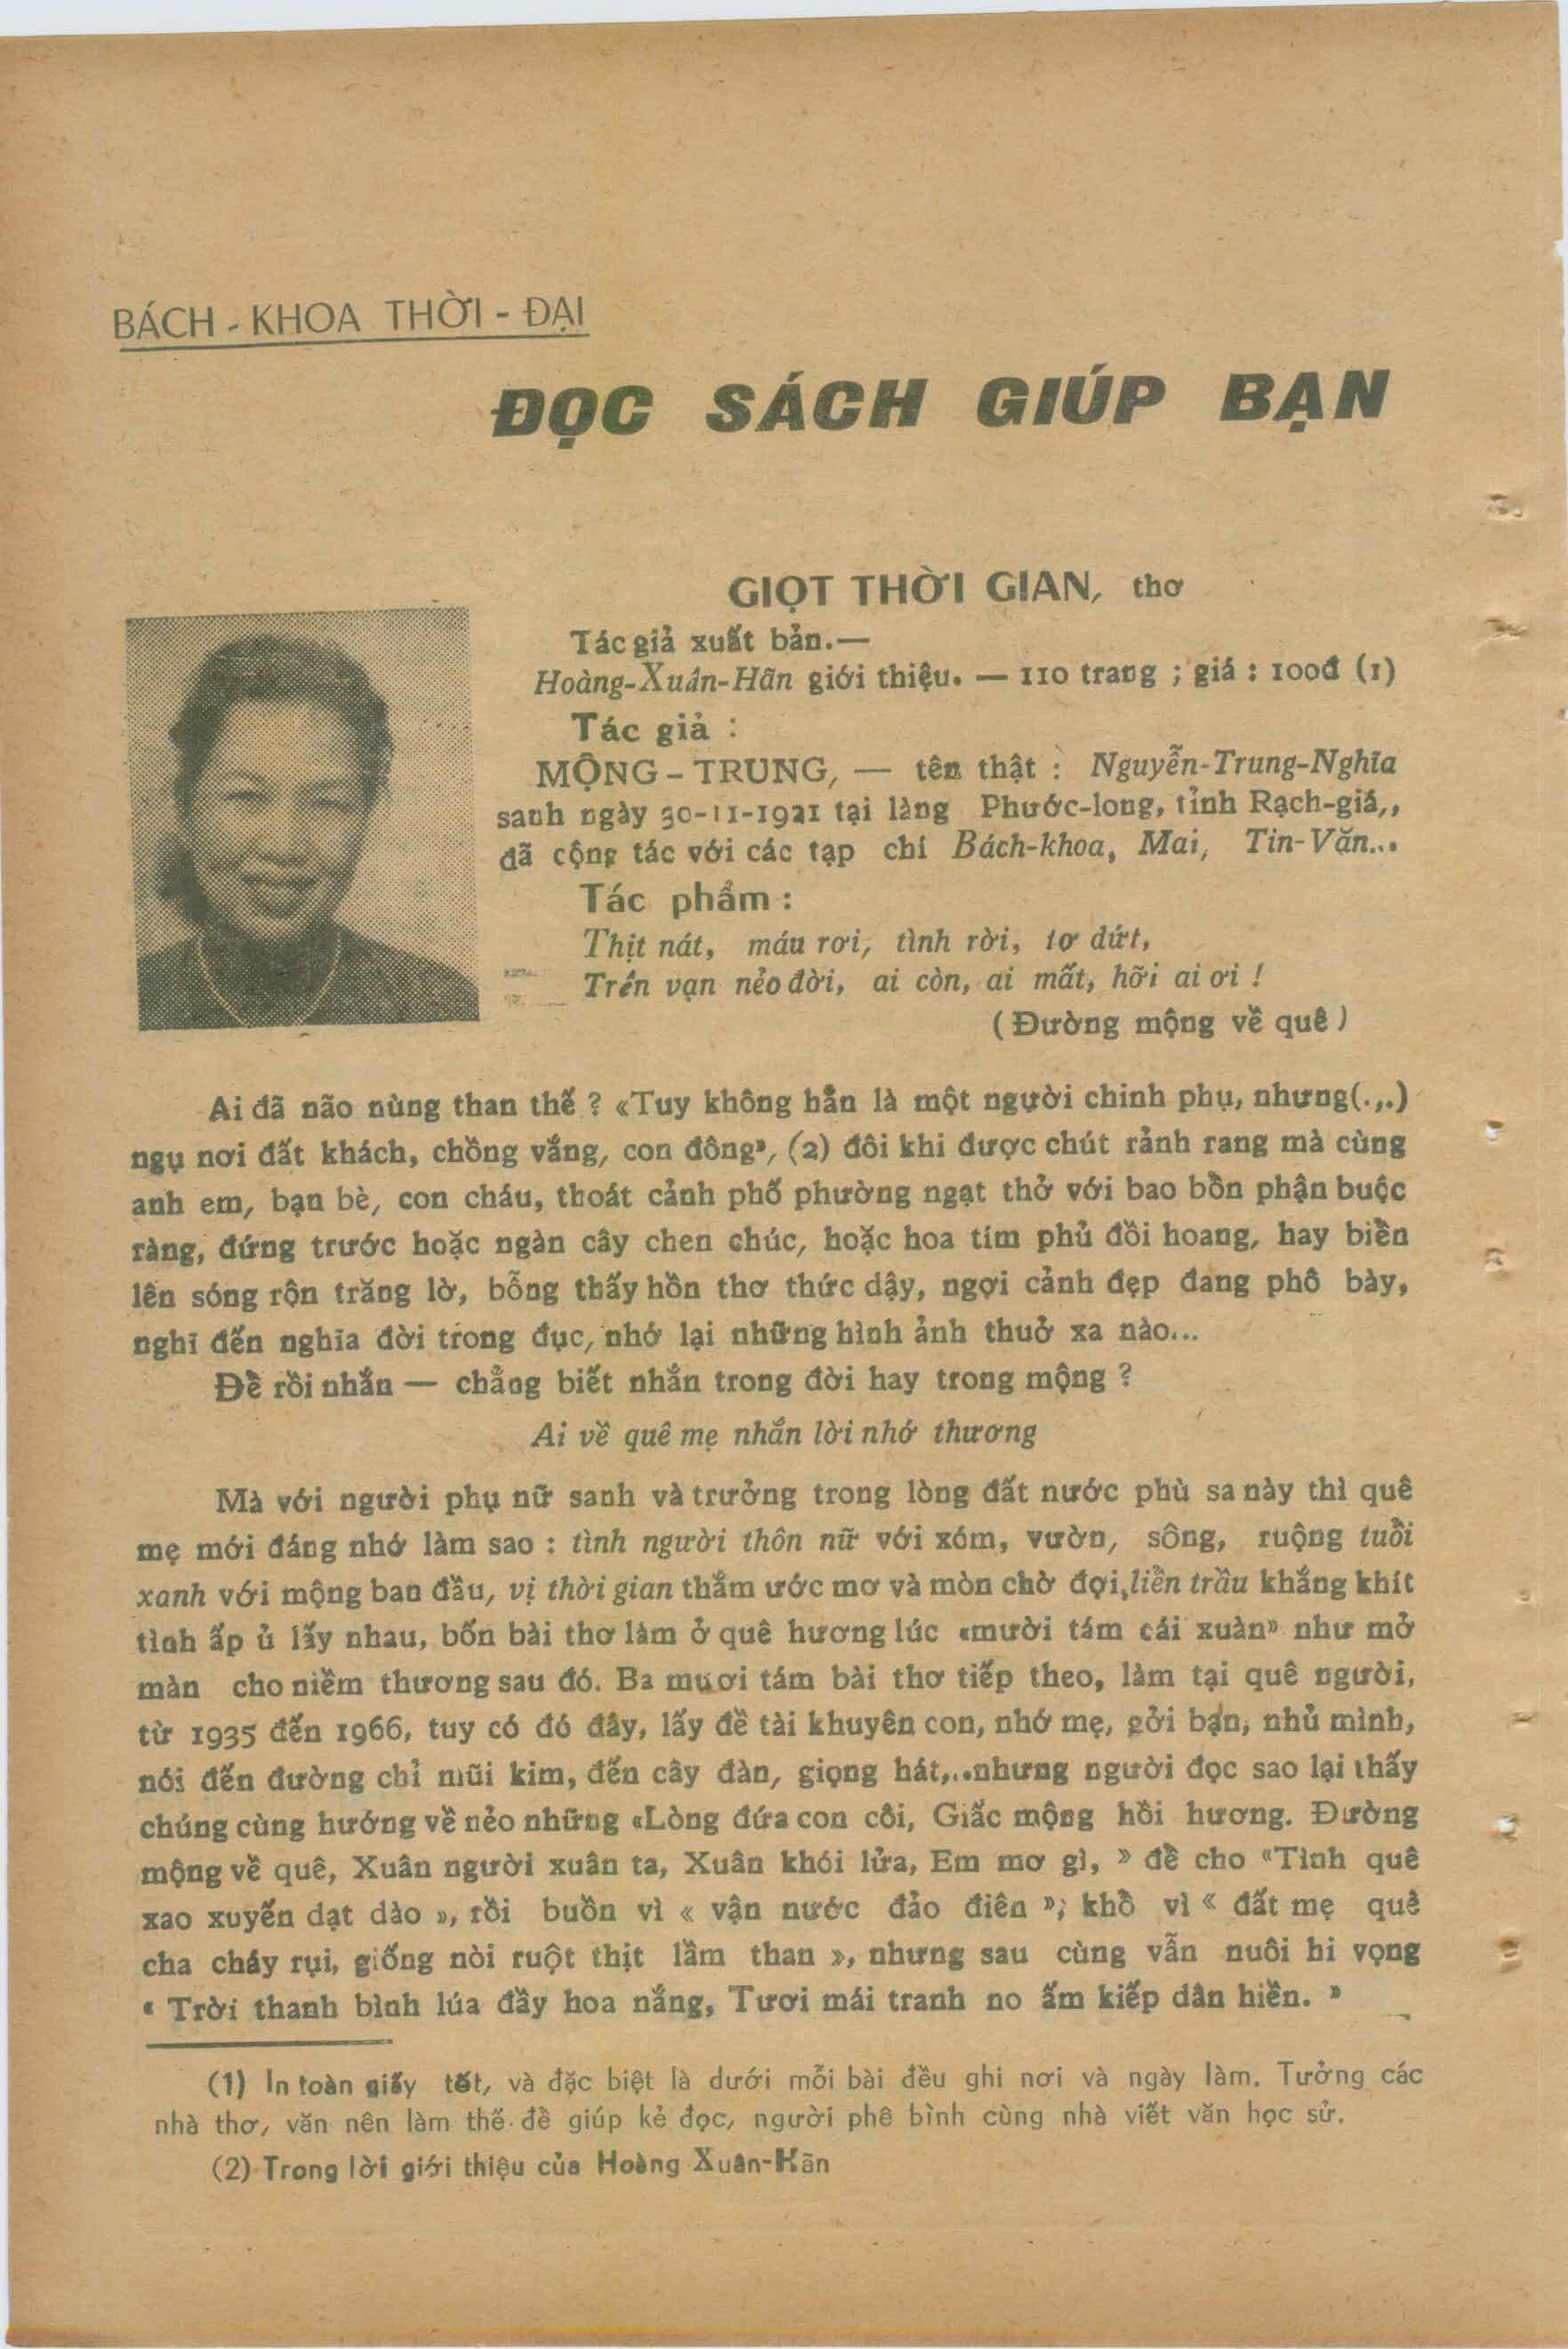 BÁCH - KHOA THỜI - ĐẠI
ĐỌC SÁCH GIÚP BẠN
GIỌT THỜI GIAN, thơ
Tác giả xuất bản.—
Hoàng-Xuân-Hãn giới thiệu. — 110 trang ; giá : 100đ (1)
Tác giả :
MỘNG - TRUNG, — tên thật : Nguyễn-Trung-Nghĩa
sanh ngày 30-11-1921 tại làng Phước-long, tỉnh Rạch-giá,,
đã cộng tác với các tạp chí Bách-khoa, Mai, Tin-Văn...
Tác phẩm :
Thịt nát, máu rơi, tình rời, tơ dứt,
Trên vạn nẻo đời, ai còn, ai mất, hỡi ai ơi !
(Đường mộng về quê)
Ai đã não nùng than thế ? «Tuy không hẳn là một người chinh phụ, nhưng(.,.)
ngụ nơi đất khách, chồng vắng, con đông», (2) đôi khi được chút rảnh rang mà cùng
anh em, bạn bè, con cháu, thoát cảnh phố phường ngạt thở với bao bổn phận buộc
ràng, đứng trước hoặc ngàn cây chen chúc, hoặc hoa tím phủ đồi hoang, hay biển
lên sóng rộn trăng lờ, bỗng thấy hồn thơ thức dậy, ngợi cảnh đẹp đang phô bày,
nghĩ đến nghĩa đời trong đục, nhớ lại những hình ảnh thuở xa nào...
Để rồi nhắn — chẳng biết nhắn trong đời hay trong mộng ?
Ai về quê mẹ nhắn lời nhớ thương
Mà với người phụ nữ sanh và trưởng trong lòng đất nước phù sa này thì quê
mẹ mới đáng nhớ làm sao : tình người thôn nữ với xóm, vườn, sông, ruộng tuổi
xanh với mộng ban đầu, vị thời gian thắm ước mơ và mòn chờ đợi,liễn trầu khắng khít
tình ấp ủ lấy nhau, bốn bài thơ làm ở quê hương lúc «mười tám cái xuàn» như mở
màn cho niềm thương sau đó. Ba mươi tám bài thơ tiếp theo, làm tại quê người,
từ 1935 đến 1966, tuy có đó đây, lấy đề tài khuyên con, nhớ mẹ, gởi bạn, nhủ mình,
nói đến đường chỉ mũi kim, đến cây đàn, giọng hát,..nhưng người đọc sao lại thấy
chúng cùng hướng về nẻo những «Lòng đứa con côi, Giấc mộng hồi hương. Đường
mộng về quê, Xuân người xuân ta, Xuân khói lửa, Em mơ gì, » để cho «Tình quê
xao xuyến dạt dào », rồi buồn vì « vận nước đảo điên », khổ vì « đất mẹ quê
cha cháy rụi, giống nòi ruột thịt lầm than », nhưng sau cùng vẫn nuôi hi vọng
« Trời thanh bình lúa đầy hoa nắng, Tươi mái tranh no ấm kiếp dân hiền. »
(1) In toàn giấy tốt, và đặc biệt là dưới mỗi bài đều ghi nơi và ngày làm. Tưởng các
nhà thơ, văn nên làm thế để giúp kẻ đọc, người phê bình cùng nhà viết văn học sử.
(2) Trong lời giới thiệu của Hoàng Xuân-Hãn